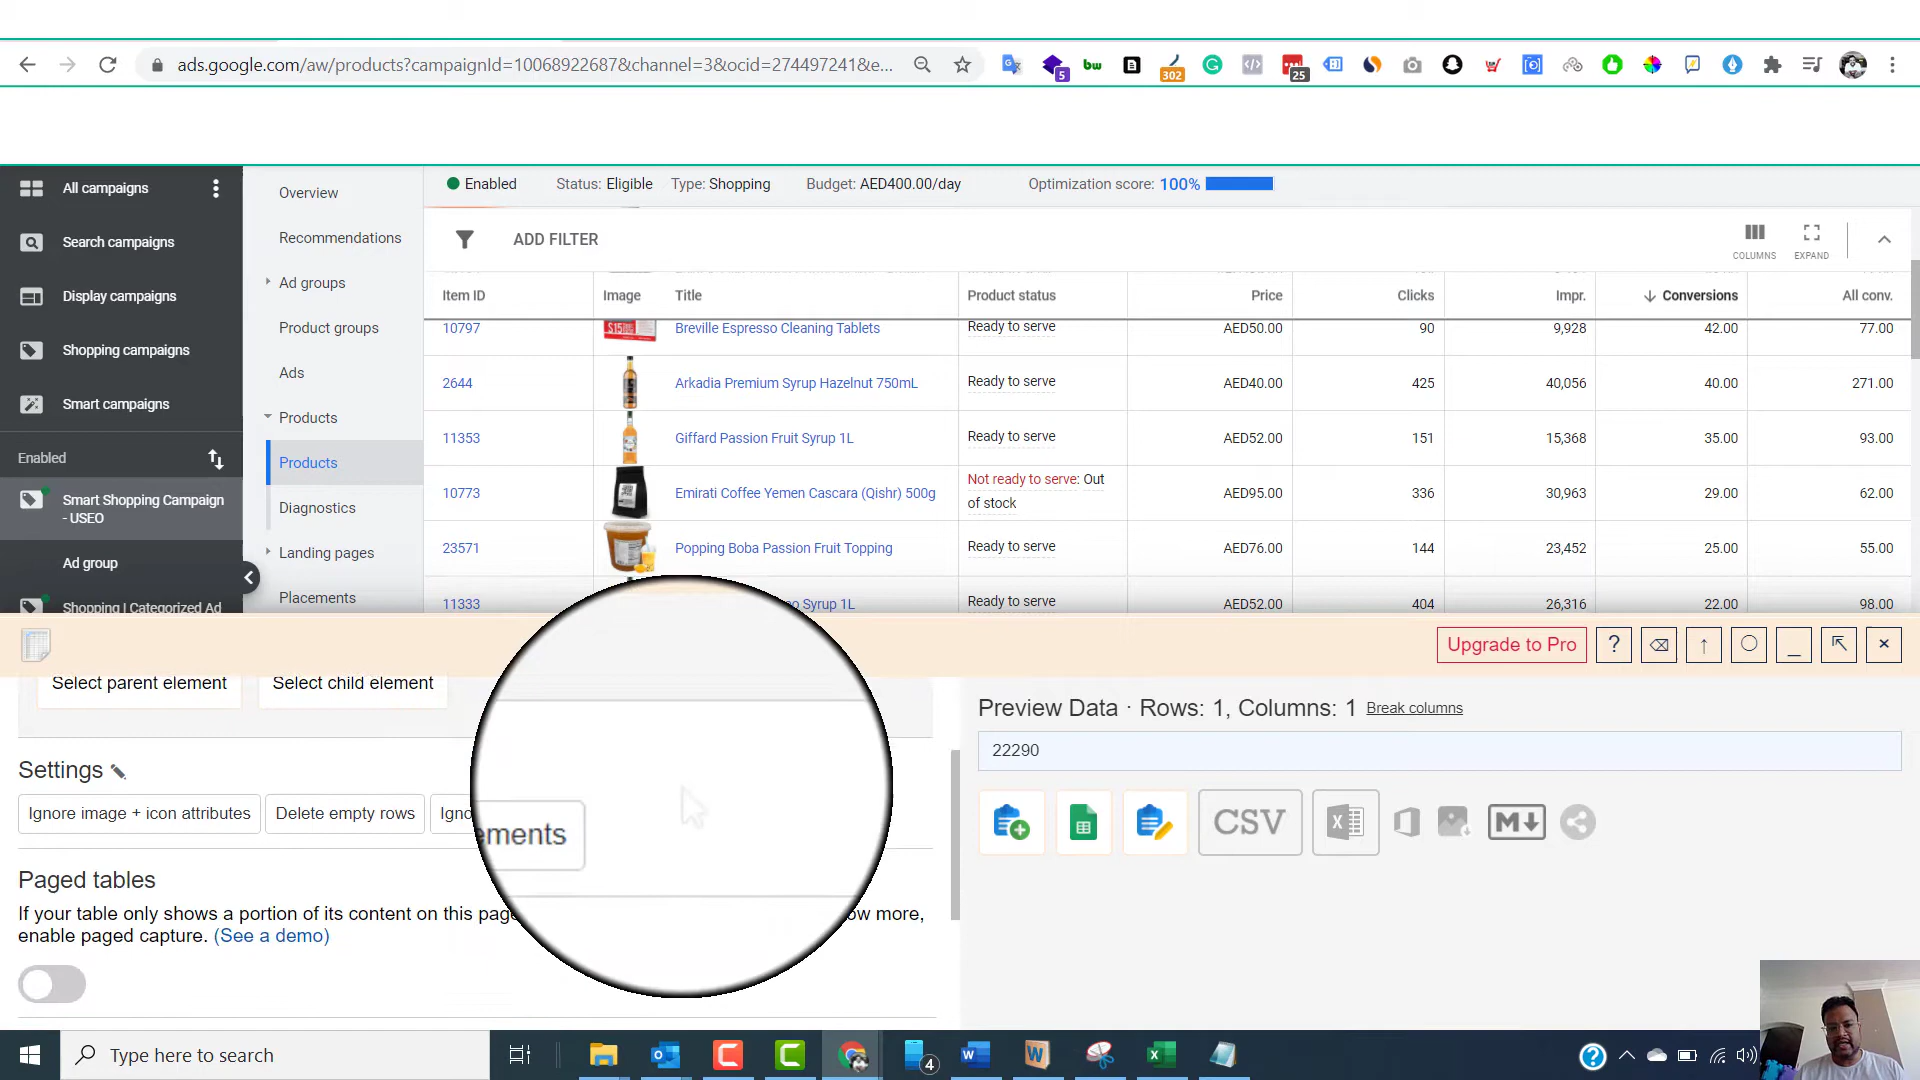 ads.google.com/aw/products?campaignId=10068922687&channel=3&ocid=274497241&e...
5
bw
302
25
All campaigns
Search campaigns
Display campaigns
Shopping campaigns
Smart campaigns
Enabled
Smart Shopping Campaign
- USEO
Ad group
Shopping | Categorized Ad
Overview
Recommendations
Ad groups
Product groups
Ads
Products
Products
Diagnostics
Landing pages
Placements
Enabled Status: Eligible Type: Shopping Budget: AED400.00/day Optimization score: 100%
ADD FILTER
COLUMNS EXPAND
Item ID Image Title Product status Price Clicks Impr. Conversions All conv.
10797 $15 Breville Espresso Cleaning Tablets Ready to serve AED50.00 90 9,928 42.00 77.00
2644 Arkadia Premium Syrup Hazelnut 750mL Ready to serve AED40.00 425 40,056 40.00 271.00
11353 Giffard Passion Fruit Syrup 1L Ready to serve AED52.00 151 15,368 35.00 93.00
10773 Emirati Coffee Yemen Cascara (Qishr) 500g Not ready to serve: Out of stock AED95.00 336 30,963 29.00 62.00
23571 Popping Boba Passion Fruit Topping Ready to serve AED76.00 144 23,452 25.00 55.00
11333 Syrup 1L Ready to serve AED52.00 404 26,316 22.00 98.00
Upgrade to Pro ?
Select parent element Select child element
Settings
Ignore image + icon attributes Delete empty rows Igno ements
Paged tables
If your table only shows a portion of its content on this pag ow more,
enable paged capture. (See a demo)
Preview Data · Rows: 1, Columns: 1 Break columns
22290
CSV
M
Type here to search
4